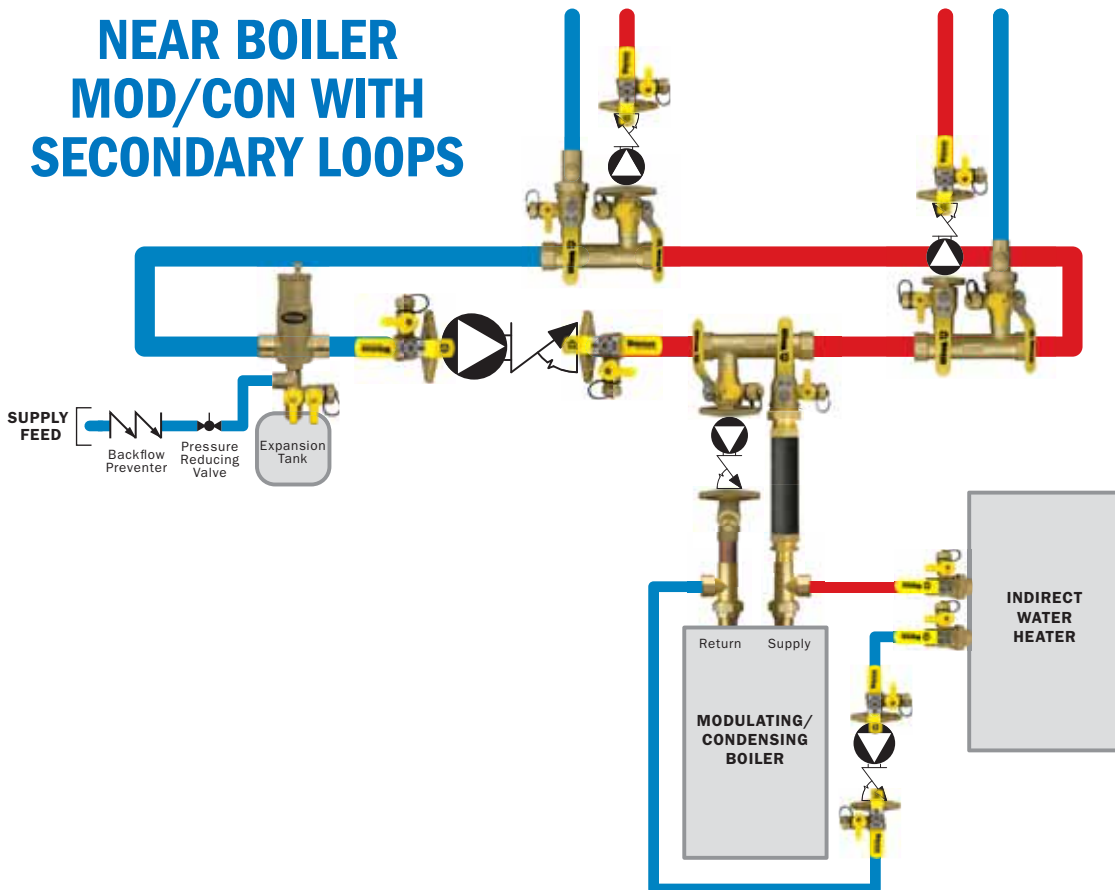 NEAR BOILER
MOD/CON WITH
SECONDARY LOOPS
SUPPLY
FEED
Backflow
Preventer
Pressure
Reducing
Valve
Expansion
Tank
Return Supply
MODULATING/
CONDENSING
BOILER
INDIRECT
WATER
HEATER